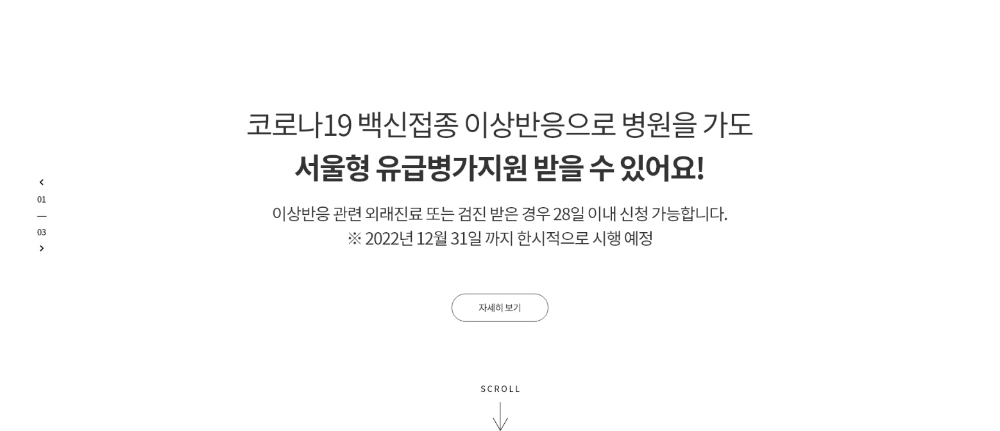 코로나19 백신접종 이상반응으로 병원을 가도
서울형 유급병가지원 받을 수 있어요!
이상반응 관련 외래진료 또는 검진 받은 경우 28일 이내 신청 가능합니다.
※ 2022년 12월 31일 까지 한시적으로 시행 예정
01
03
자세히 보기
SCROLL